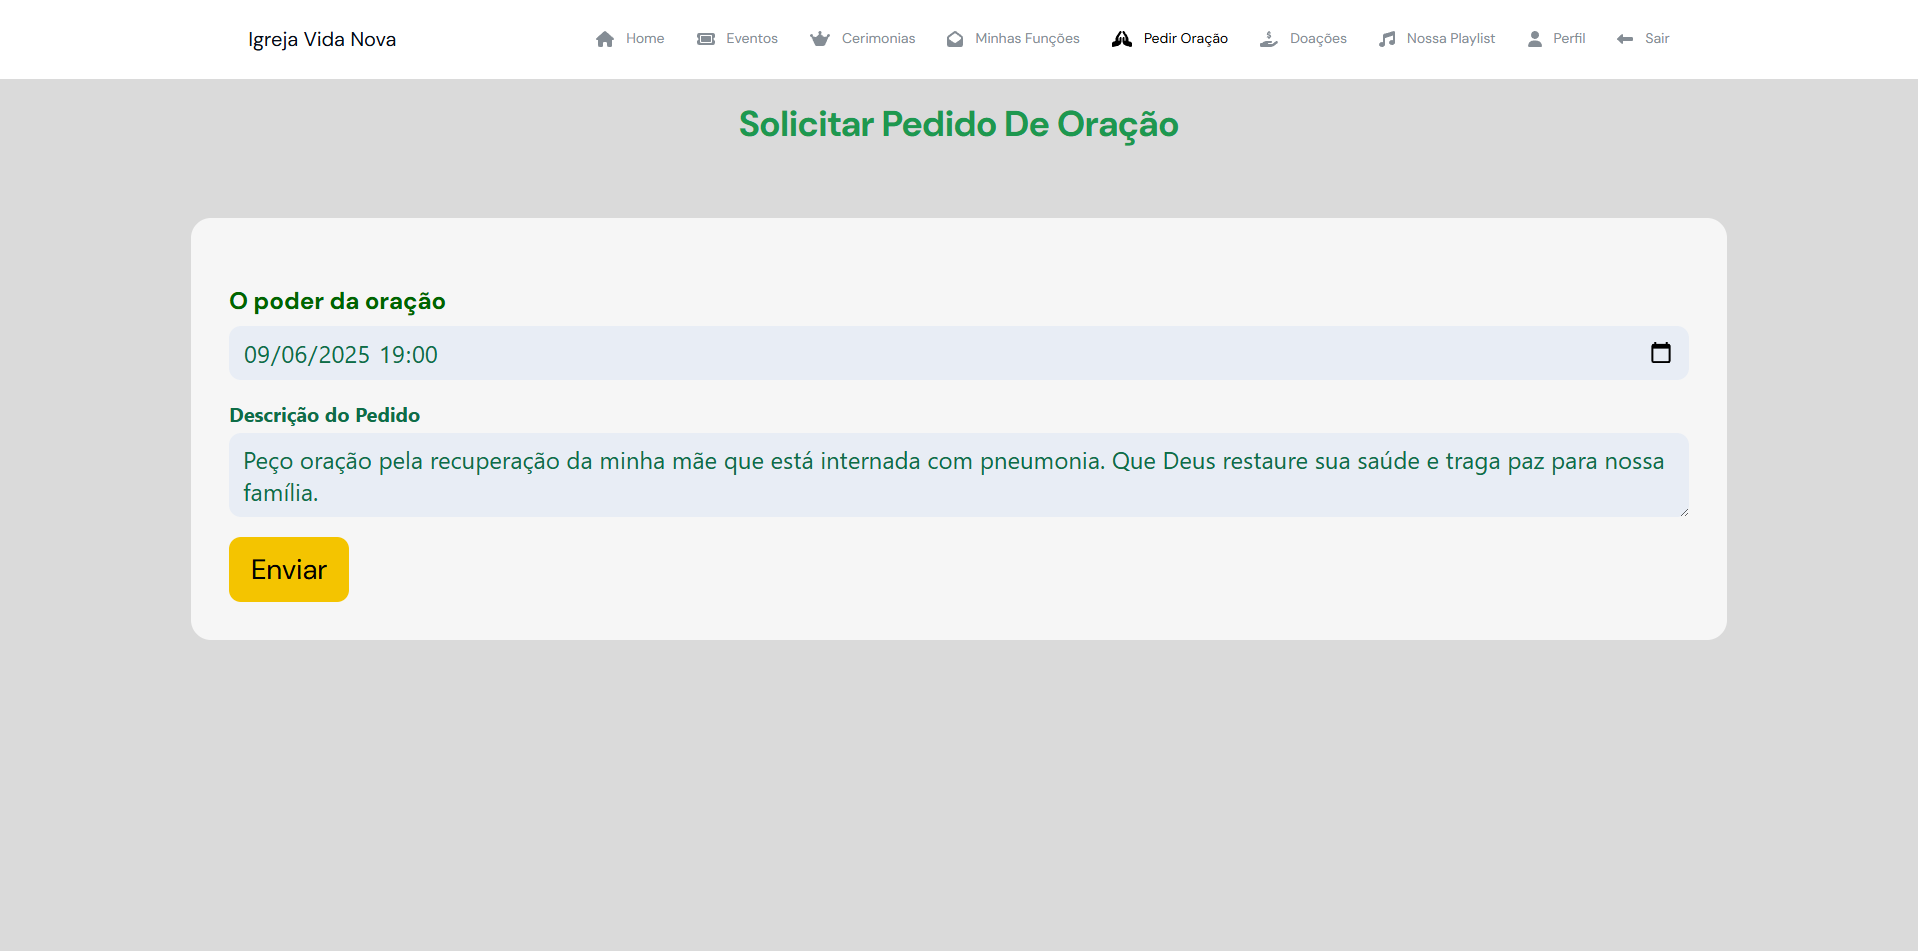 Igreja Vida Nova
Home
Eventos
Cerimonias
Minhas Funções
Pedir Oração
Doações
Nossa Playlist
Perfil
Sair
Solicitar Pedido De Oração
O poder da oração
09/06/2025 19:00
Descrição do Pedido
Peço oração pela recuperação da minha mãe que está internada com pneumonia. Que Deus restaure sua saúde e traga paz para nossa
família.
Enviar